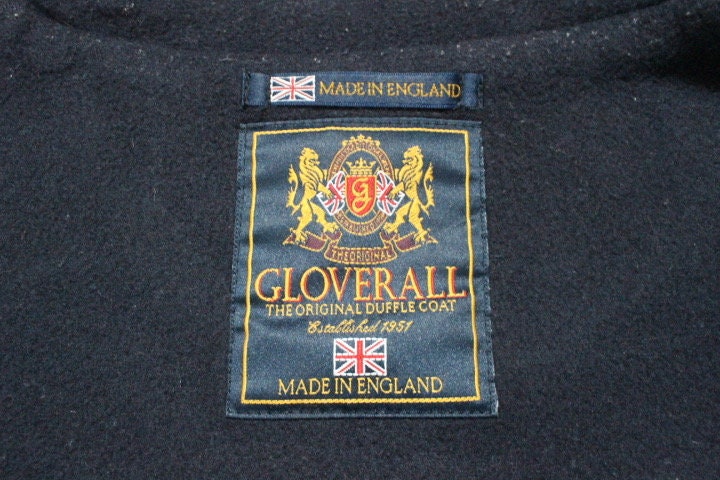 MADE IN ENGLAND
G
THE ORIGINAL
GLOVERALL
THE ORIGINAL DUFFLE COAT
Established 1951
MADE IN ENGLAND